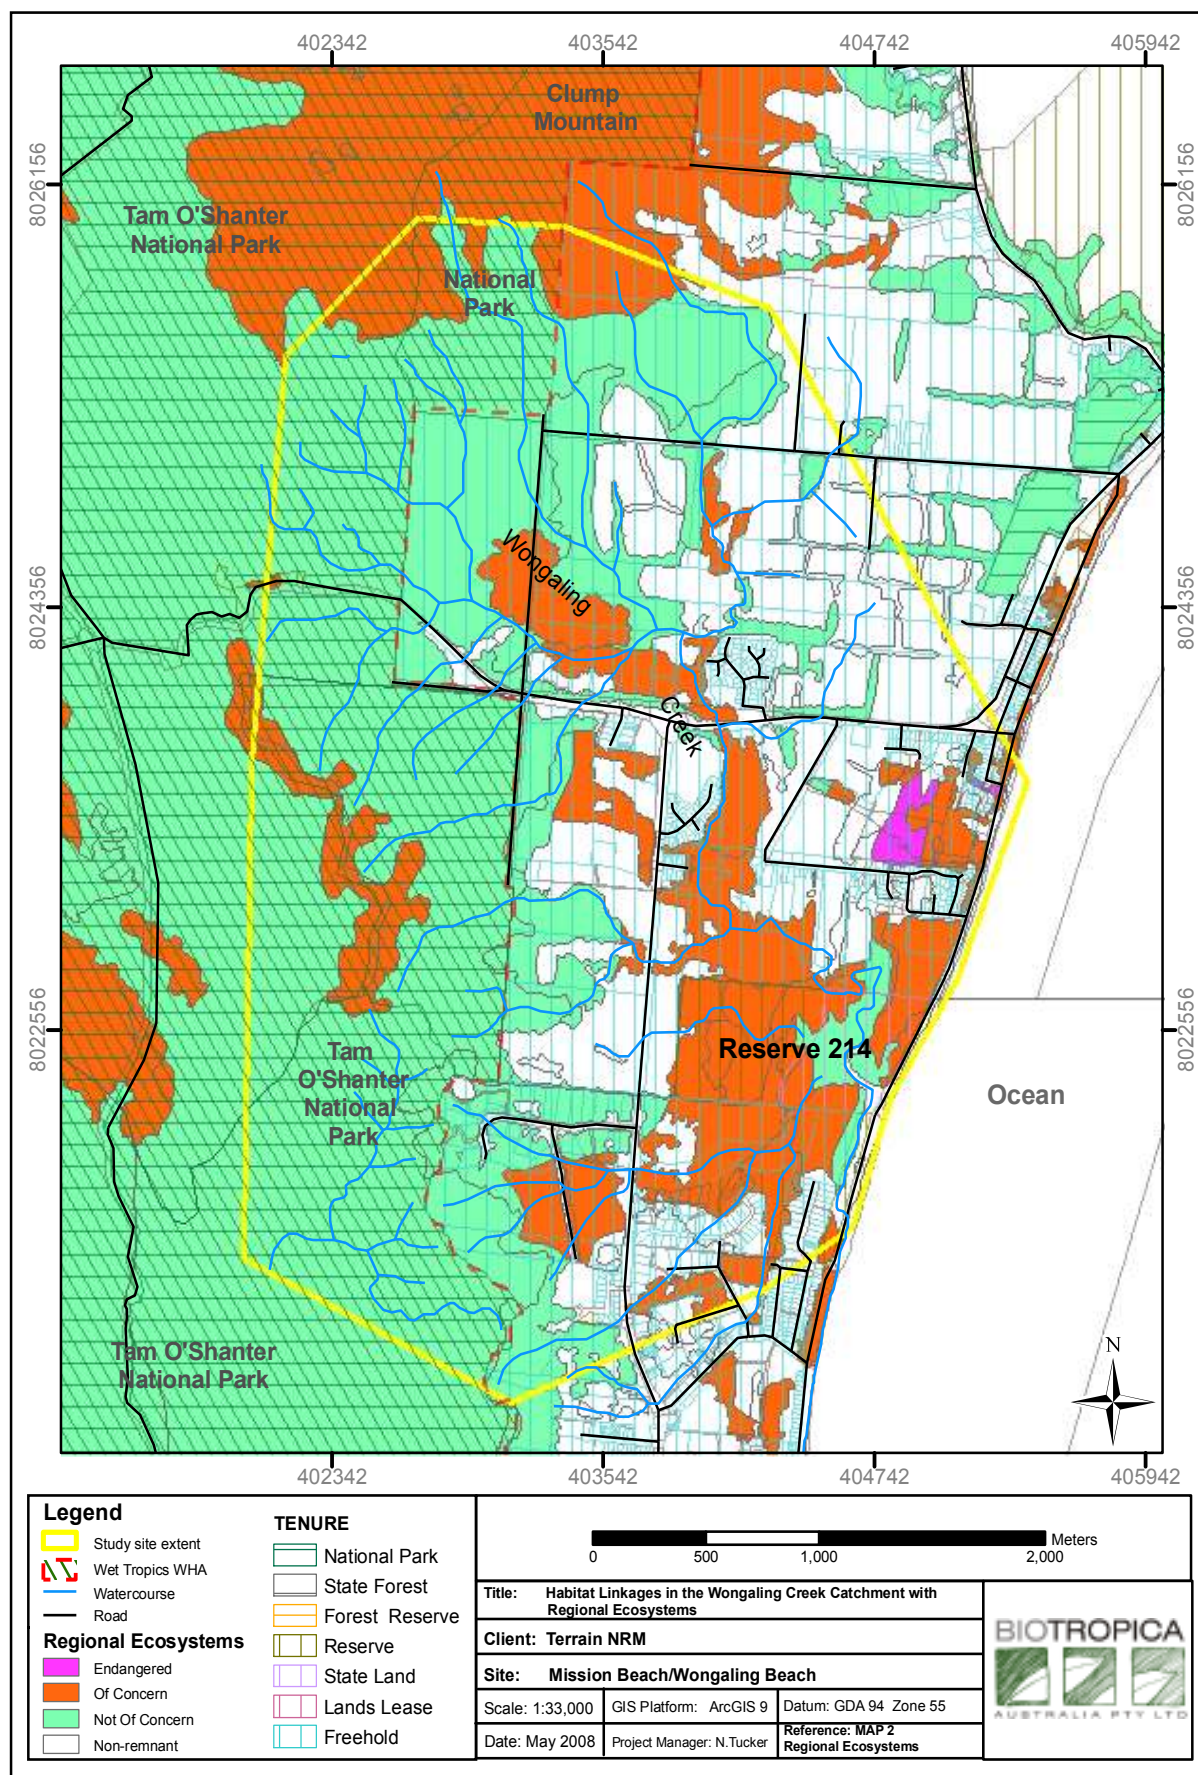 402342 403542 404742 405942
8026156
8026156
Clump
Mountain
Tam O'Shanter
National Park
National
Park
8024356
8024356
Wongaling
Creek
8022556
8022556
Reserve 214
Tam
O'Shanter
National
Park
Ocean
Tam O'Shanter
National Park
N
402342 403542 404742 405942
Legend
Study site extent
Wet Tropics WHA
Watercourse
Road
Regional Ecosystems
Endangered
Of Concern
Not Of Concern
Non-remnant
TENURE
National Park
State Forest
Forest Reserve
Reserve
State Land
Lands Lease
Freehold
Meters
0 500 1,000 2,000
Title: Habitat Linkages in the Wongaling Creek Catchment with
Regional Ecosystems
Client: Terrain NRM
Site: Mission Beach/Wongaling Beach
Scale: 1:33,000 GIS Platform: ArcGIS 9 Datum: GDA 94 Zone 55
Date: May 2008 Project Manager: N.Tucker Reference: MAP 2
Regional Ecosystems
BIOTROPICA
AUSTRALIA PTY LTD